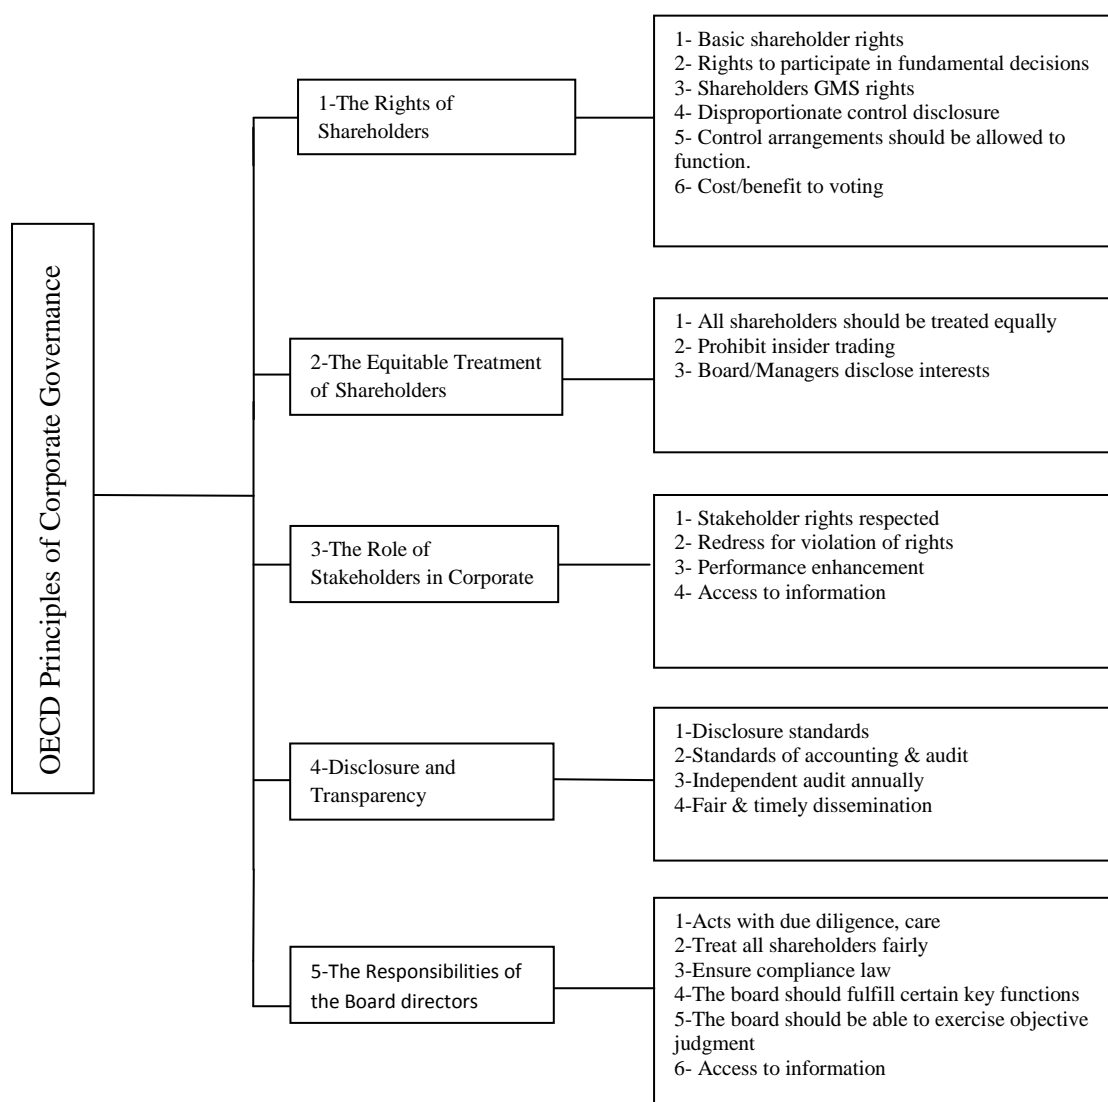 OECD Principles of Corporate Governance
1-The Rights of
Shareholders
1- Basic shareholder rights
2- Rights to participate in fundamental decisions
3- Shareholders GMS rights
4- Disproportionate control disclosure
5- Control arrangements should be allowed to
function.
6- Cost/benefit to voting
2-The Equitable Treatment
of Shareholders
1- All shareholders should be treated equally
2- Prohibit insider trading
3- Board/Managers disclose interests
3-The Role of
Stakeholders in Corporate
1- Stakeholder rights respected
2- Redress for violation of rights
3- Performance enhancement
4- Access to information
4-Disclosure and
Transparency
1-Disclosure standards
2-Standards of accounting & audit
3-Independent audit annually
4-Fair & timely dissemination
5-The Responsibilities of
the Board directors
1-Acts with due diligence, care
2-Treat all shareholders fairly
3-Ensure compliance law
4-The board should fulfill certain key functions
5-The board should be able to exercise objective
judgment
6- Access to information